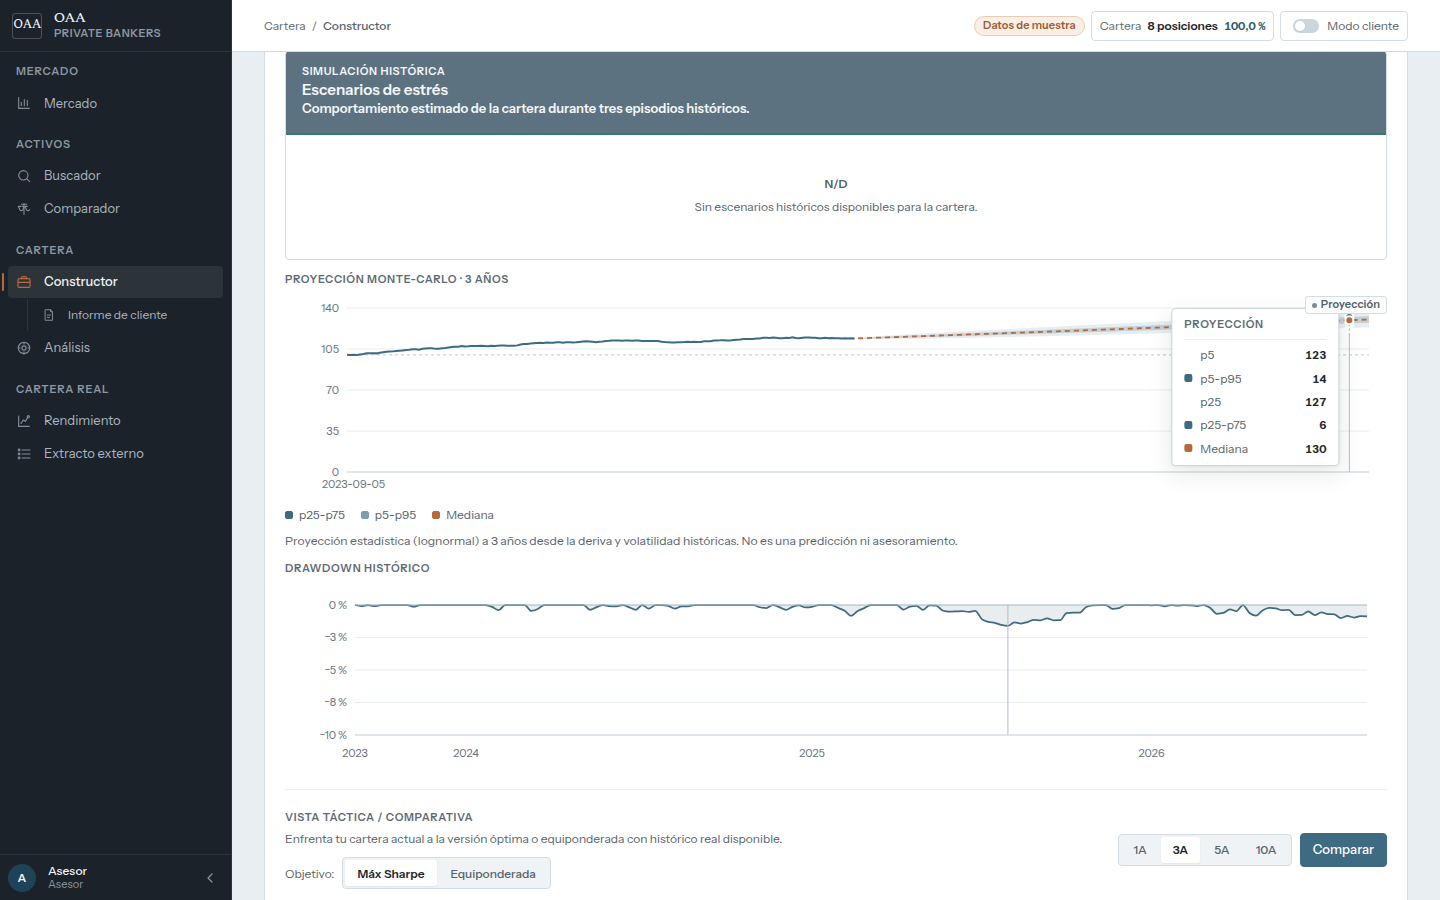 OAA
OAA
PRIVATE BANKERS
MERCADO
Mercado
ACTIVOS
Buscador
Comparador
CARTERA
Constructor
Informe de cliente
Análisis
CARTERA REAL
Rendimiento
Extracto externo
A
Asesor
Asesor
Cartera / Constructor
Datos de muestra
Cartera 8 posiciones 100,0 %
Modo cliente
SIMULACIÓN HISTÓRICA
Escenarios de estrés
Comportamiento estimado de la cartera durante tres episodios históricos.
N/D
Sin escenarios históricos disponibles para la cartera.
PROYECCIÓN MONTE-CARLO · 3 AÑOS
140
105
70
35
0
2023-09-05
Proyección
PROYECCIÓN
p5 123
p5-p95 14
p25 127
p25-p75 6
Mediana 130
p25-p75 p5-p95 Mediana
Proyección estadística (lognormal) a 3 años desde la deriva y volatilidad históricas. No es una predicción ni asesoramiento.
DRAWDOWN HISTÓRICO
0 %
−3 %
−5 %
−8 %
−10 %
2023 2024 2025 2026
VISTA TÁCTICA / COMPARATIVA
Enfrenta tu cartera actual a la versión óptima o equiponderada con histórico real disponible.
Objetivo: Máx Sharpe Equiponderada
1A 3A 5A 10A Comparar